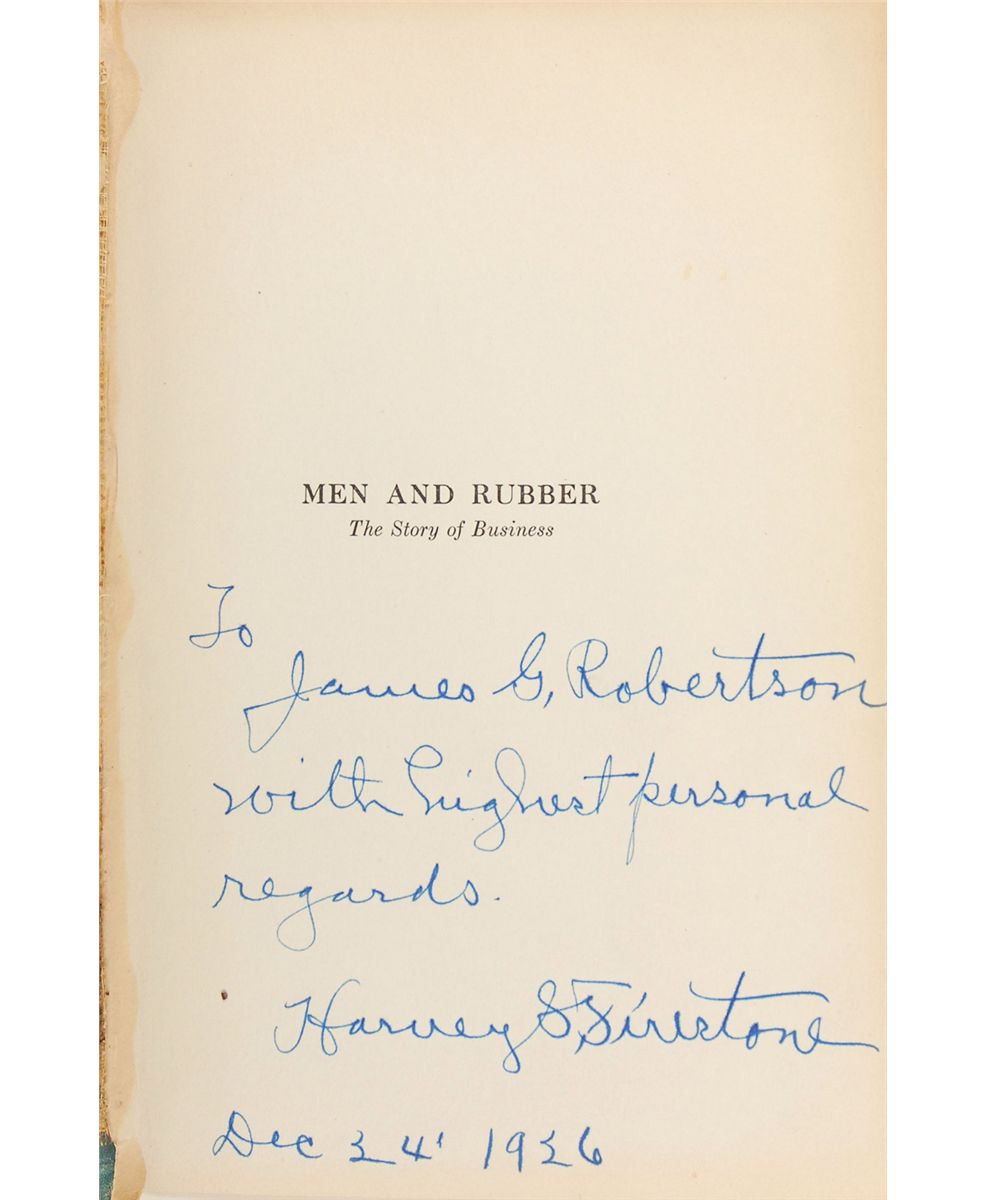 MEN AND RUBBER
The Story of Business
To
James G. Robertson
with highest personal
regards.
Harvey S. Firestone
Dec 24' 1926